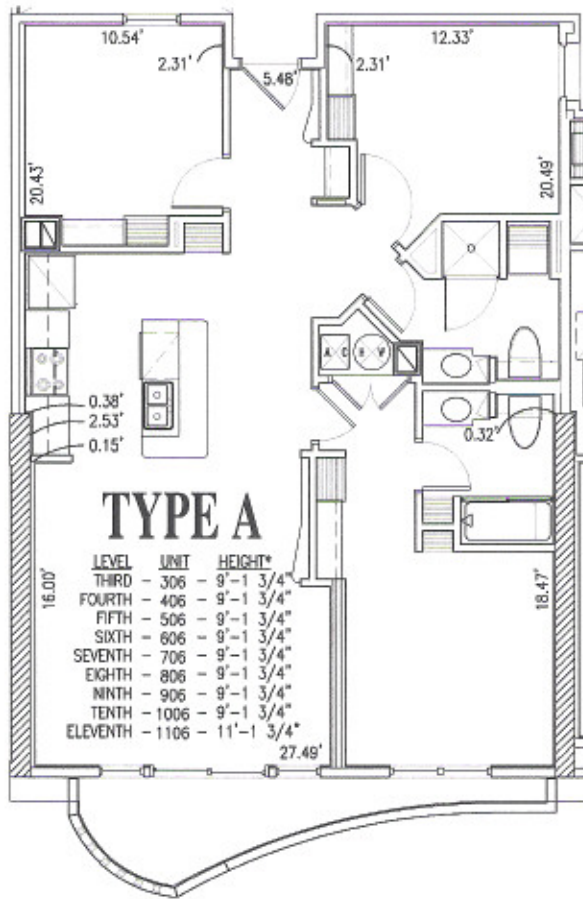 10.54'
12.33'
2.31'
5.48'
2.31'
20.43'
20.49'
A C
H W
0.38'
2.53'
0.15'
0.32'
TYPE A
LEVEL UNIT HEIGHT*
THIRD - 306 - 9'-1 3/4"
FOURTH - 406 - 9'-1 3/4"
FIFTH - 506 - 9'-1 3/4"
SIXTH - 606 - 9'-1 3/4"
SEVENTH - 706 - 9'-1 3/4"
EIGHTH - 806 - 9'-1 3/4"
NINTH - 906 - 9'-1 3/4"
TENTH - 1006 - 9'-1 3/4"
ELEVENTH - 1106 - 11'-1 3/4"
16.00'
18.47'
27.49'